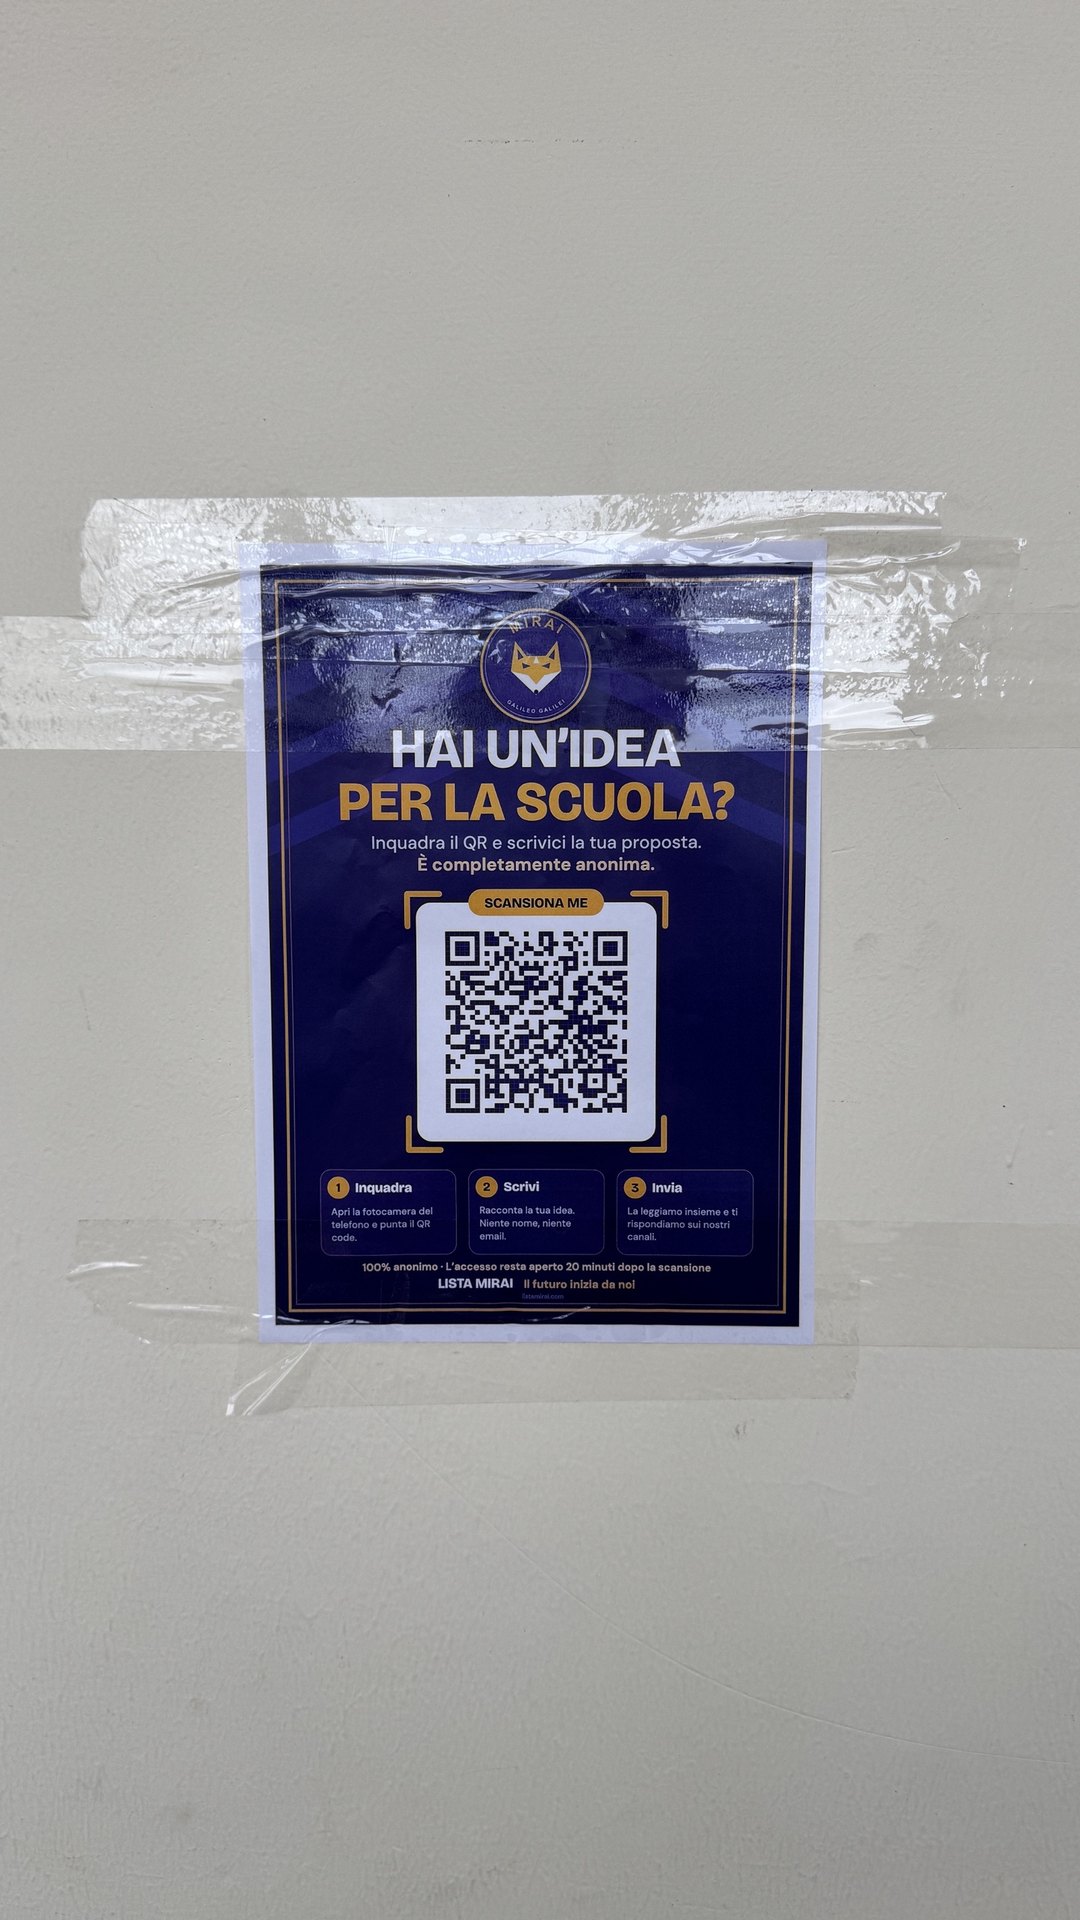 MIRAI
GALILEO GALILEI
HAI UN'IDEA
PER LA SCUOLA?
Inquadra il QR e scrivici la tua proposta.
È completamente anonima.
SCANSIONA ME
1 Inquadra
Apri la fotocamera del
telefono e punta il QR
code.
2 Scrivi
Racconta la tua idea.
Niente nome, niente
email.
3 Invia
La leggiamo insieme e ti
rispondiamo sui nostri
canali.
100% anonimo · L'accesso resta aperto 20 minuti dopo la scansione
LISTA MIRAI Il futuro inizia da noi
listamirai.com